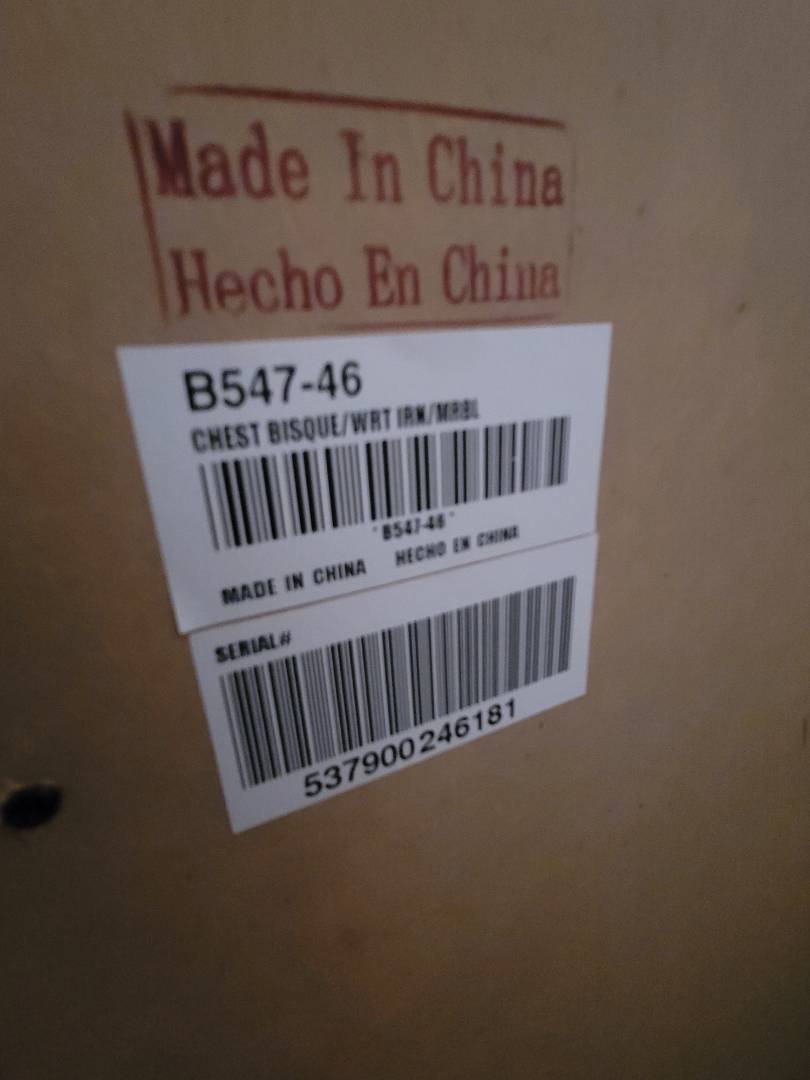 Made In China
Hecho En China
B547-46
CHEST BISQUE/WRT IRN/MRBL
*B547-46*
MADE IN CHINA HECHO EN CHINA
SERIAL#
537900246181